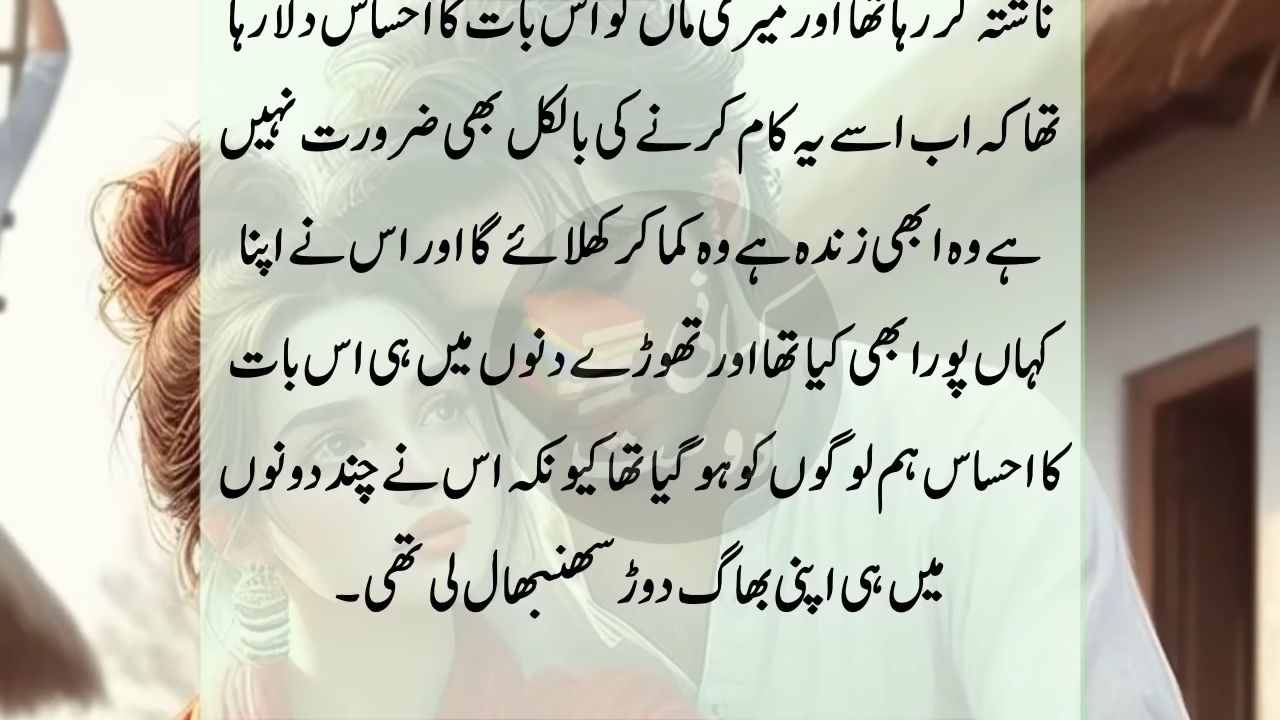 ناشتہ کر رہا تھا اور میری ماں کو اس بات کا احساس دلا رہا
تھا کہ اب اسے یہ کام کرنے کی بالکل بھی ضرورت نہیں
ہے وہ ابھی زندہ ہے وہ کما کر کھلائے گا اور اس نے اپنا
کہاں پورا بھی کیا تھا اور تھوڑے دنوں میں ہی اس بات
کا احساس ہم لوگوں کو ہو گیا تھا کیونکہ اس نے چند دونوں
میں ہی اپنی بھاگ دوڑ سھنبھال لی تھی۔